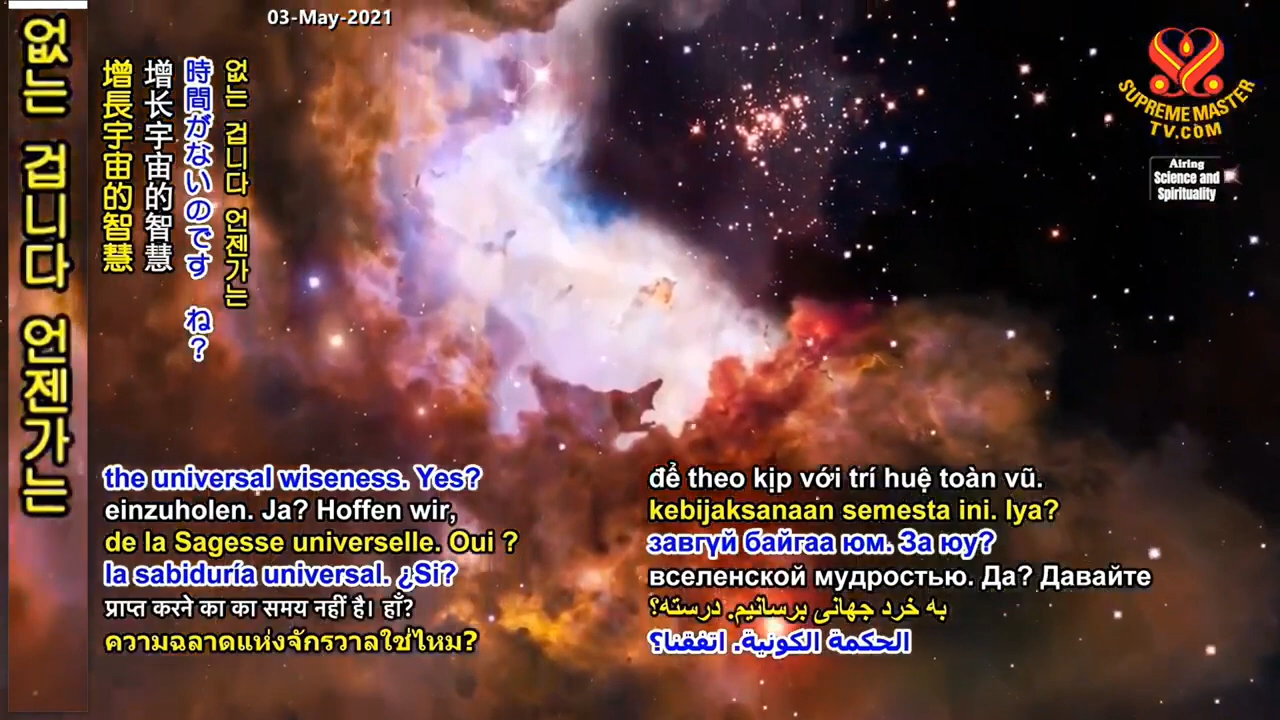 03-May-2021
없는 겁니다 언젠가는
增長宇宙的智慧
增长宇宙的智慧
時間がないのです ね?
없는 겁니다 언젠가는
SUPREME MASTER
TV.COM
Airing
Science and
Spirituality
the universal wiseness. Yes?
einzuholen. Ja? Hoffen wir,
de la Sagesse universelle. Oui ?
la sabiduría universal. ¿Si?
प्राप्त करने का का समय नहीं है। हाँ?
ความฉลาดแห่งจักรวาลใช่ไหม?
để theo kịp với trí huệ toàn vũ.
kebijaksanaan semesta ini. Iya?
завгүй байгаа юм. За юу?
вселенской мудростью. Да? Давайте
به خرد جهانی برسانیم. درسته؟
الحكمة الكونية. اتفقنا؟